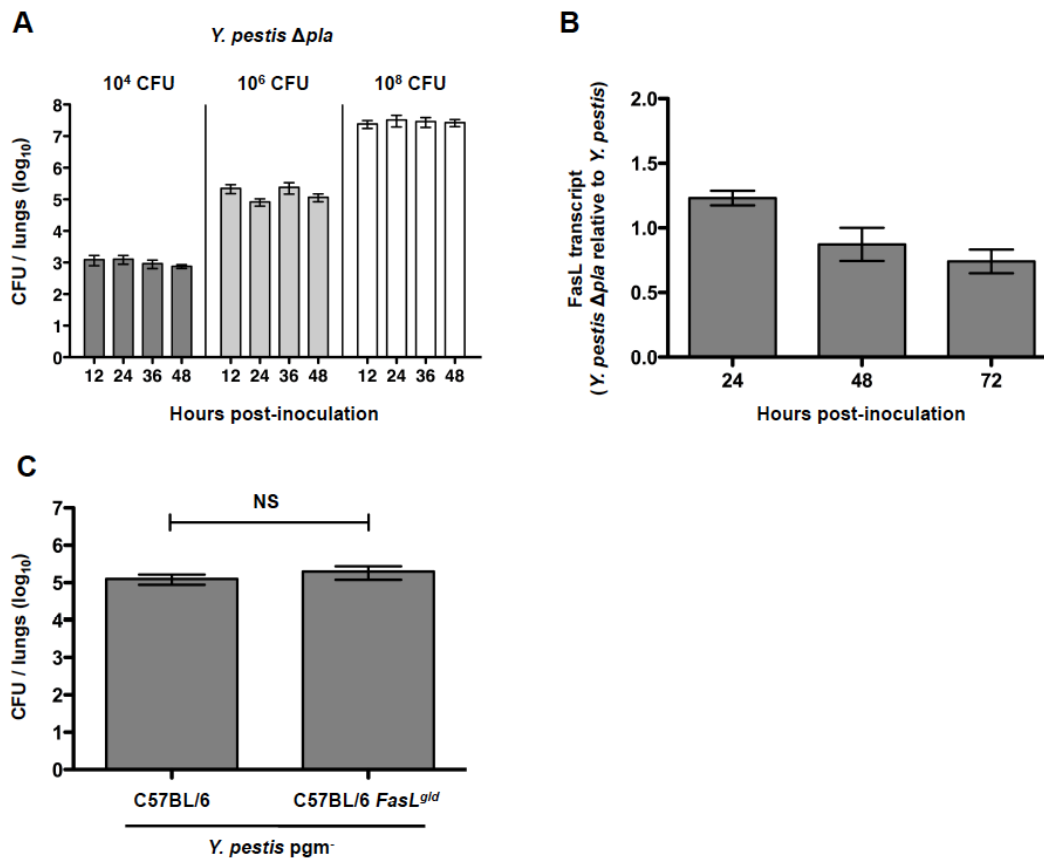 A
Y. pestis Δpla
10⁴ CFU 10⁶ CFU 10⁸ CFU
CFU / lungs (log₁₀)
8
7
6
5
4
3
2
1
0
12 24 36 48 12 24 36 48 12 24 36 48
Hours post-inoculation
B
FasL transcript
(Y. pestis Δpla relative to Y. pestis)
2.0
1.5
1.0
0.5
0.0
24 48 72
Hours post-inoculation
C
NS
CFU / lungs (log₁₀)
7
6
5
4
3
2
1
0
C57BL/6 C57BL/6 FasLᵍˡᵈ
Y. pestis pgm⁻